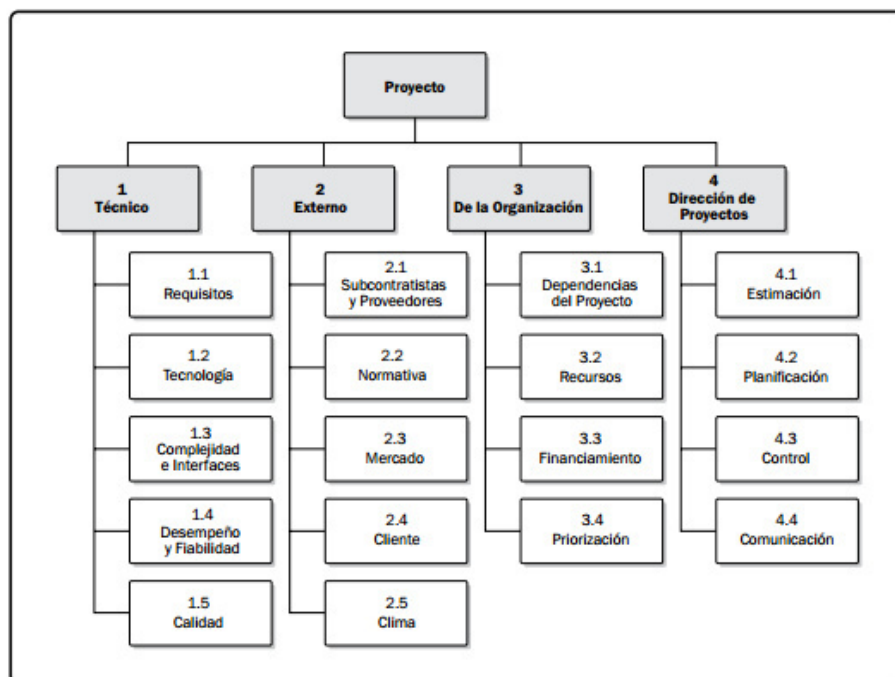 Proyecto
1
Técnico
2
Externo
3
De la Organización
4
Dirección de
Proyectos
1.1
Requisitos
1.2
Tecnología
1.3
Complejidad
e Interfaces
1.4
Desempeño
y Fiabilidad
1.5
Calidad
2.1
Subcontratistas
y Proveedores
2.2
Normativa
2.3
Mercado
2.4
Cliente
2.5
Clima
3.1
Dependencias
del Proyecto
3.2
Recursos
3.3
Financiamiento
3.4
Priorización
4.1
Estimación
4.2
Planificación
4.3
Control
4.4
Comunicación